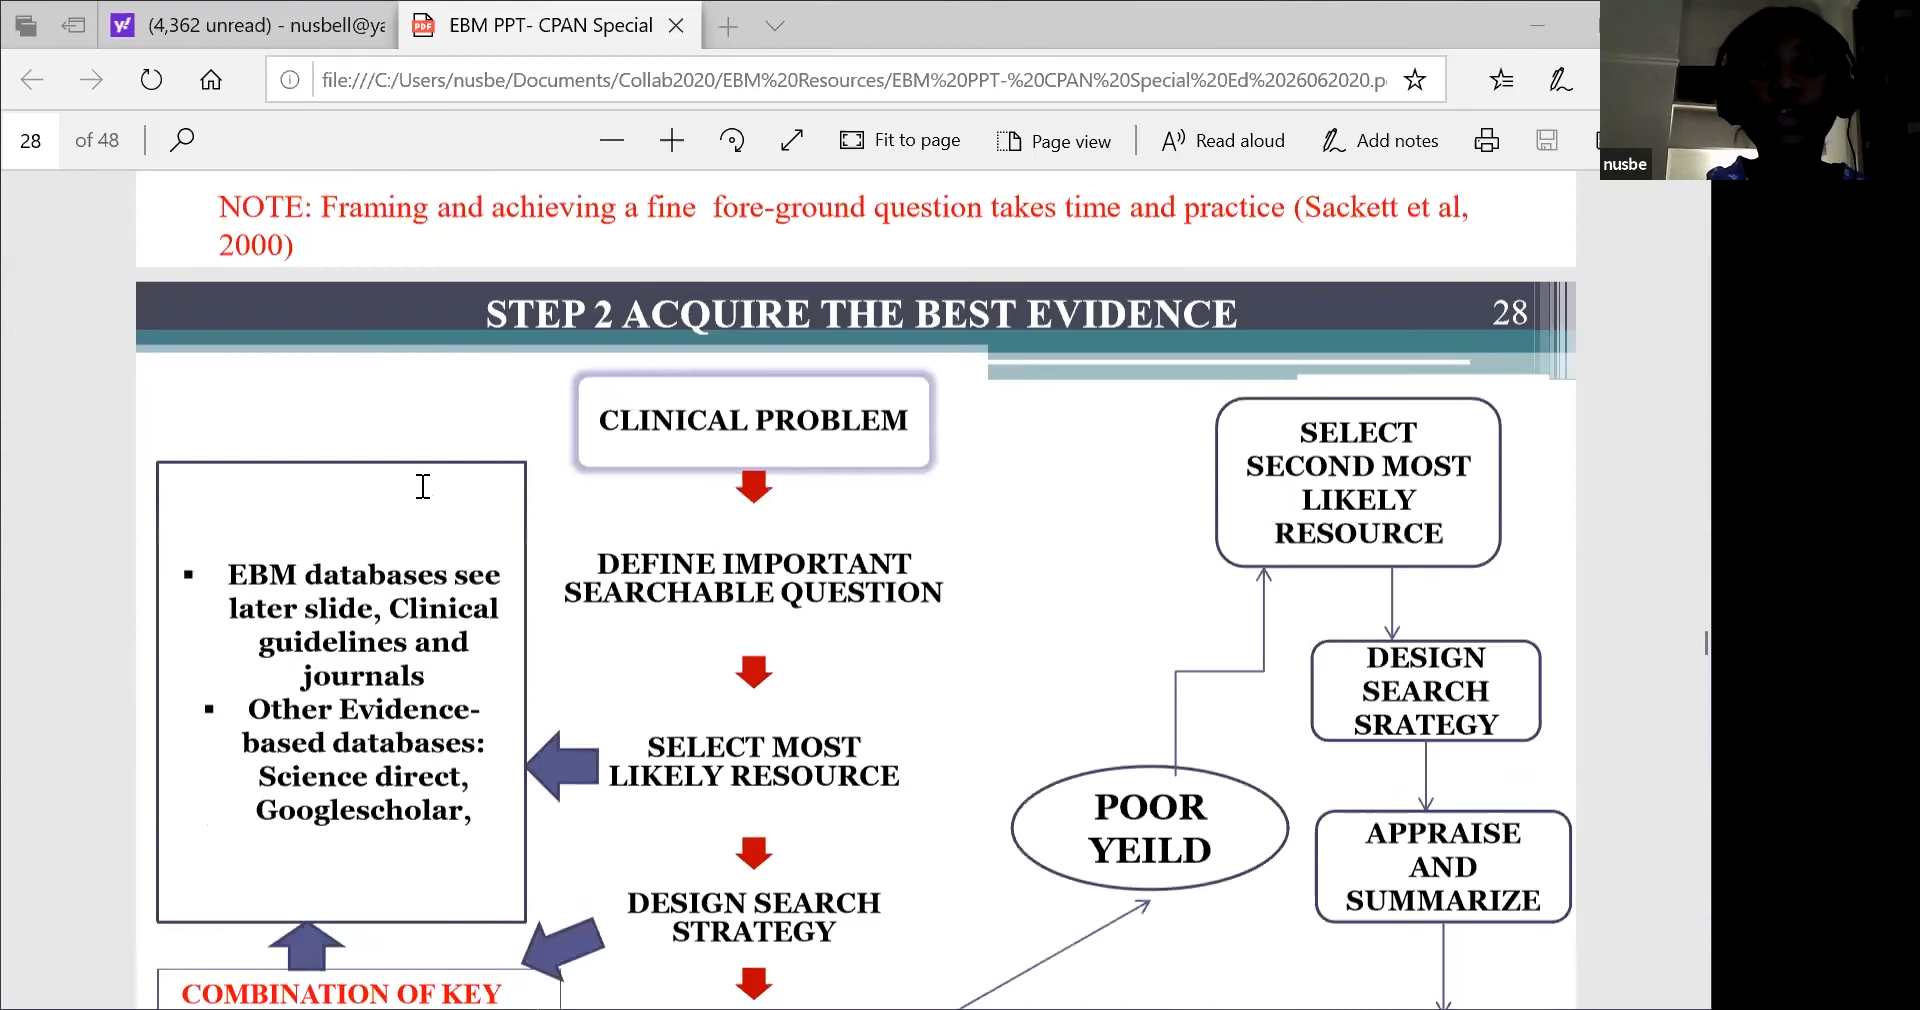 (4,362 unread) - nusbell@ya
EBM PPT- CPAN Special
file:///C:/Users/nusbe/Documents/Collab2020/EBM%20Resources/EBM%20PPT-%20CPAN%20Special%20Ed%2026062020.p
28 of 48
Fit to page
Page view
Read aloud
Add notes
nusbe
NOTE: Framing and achieving a fine fore-ground question takes time and practice (Sackett et al,
2000)
STEP 2 ACQUIRE THE BEST EVIDENCE
28
CLINICAL PROBLEM
DEFINE IMPORTANT
SEARCHABLE QUESTION
SELECT MOST
LIKELY RESOURCE
DESIGN SEARCH
STRATEGY
▪ EBM databases see
later slide, Clinical
guidelines and
journals
▪ Other Evidence-
based databases:
Science direct,
Googlescholar,
COMBINATION OF KEY
POOR
YEILD
SELECT
SECOND MOST
LIKELY
RESOURCE
DESIGN
SEARCH
SRATEGY
APPRAISE
AND
SUMMARIZE